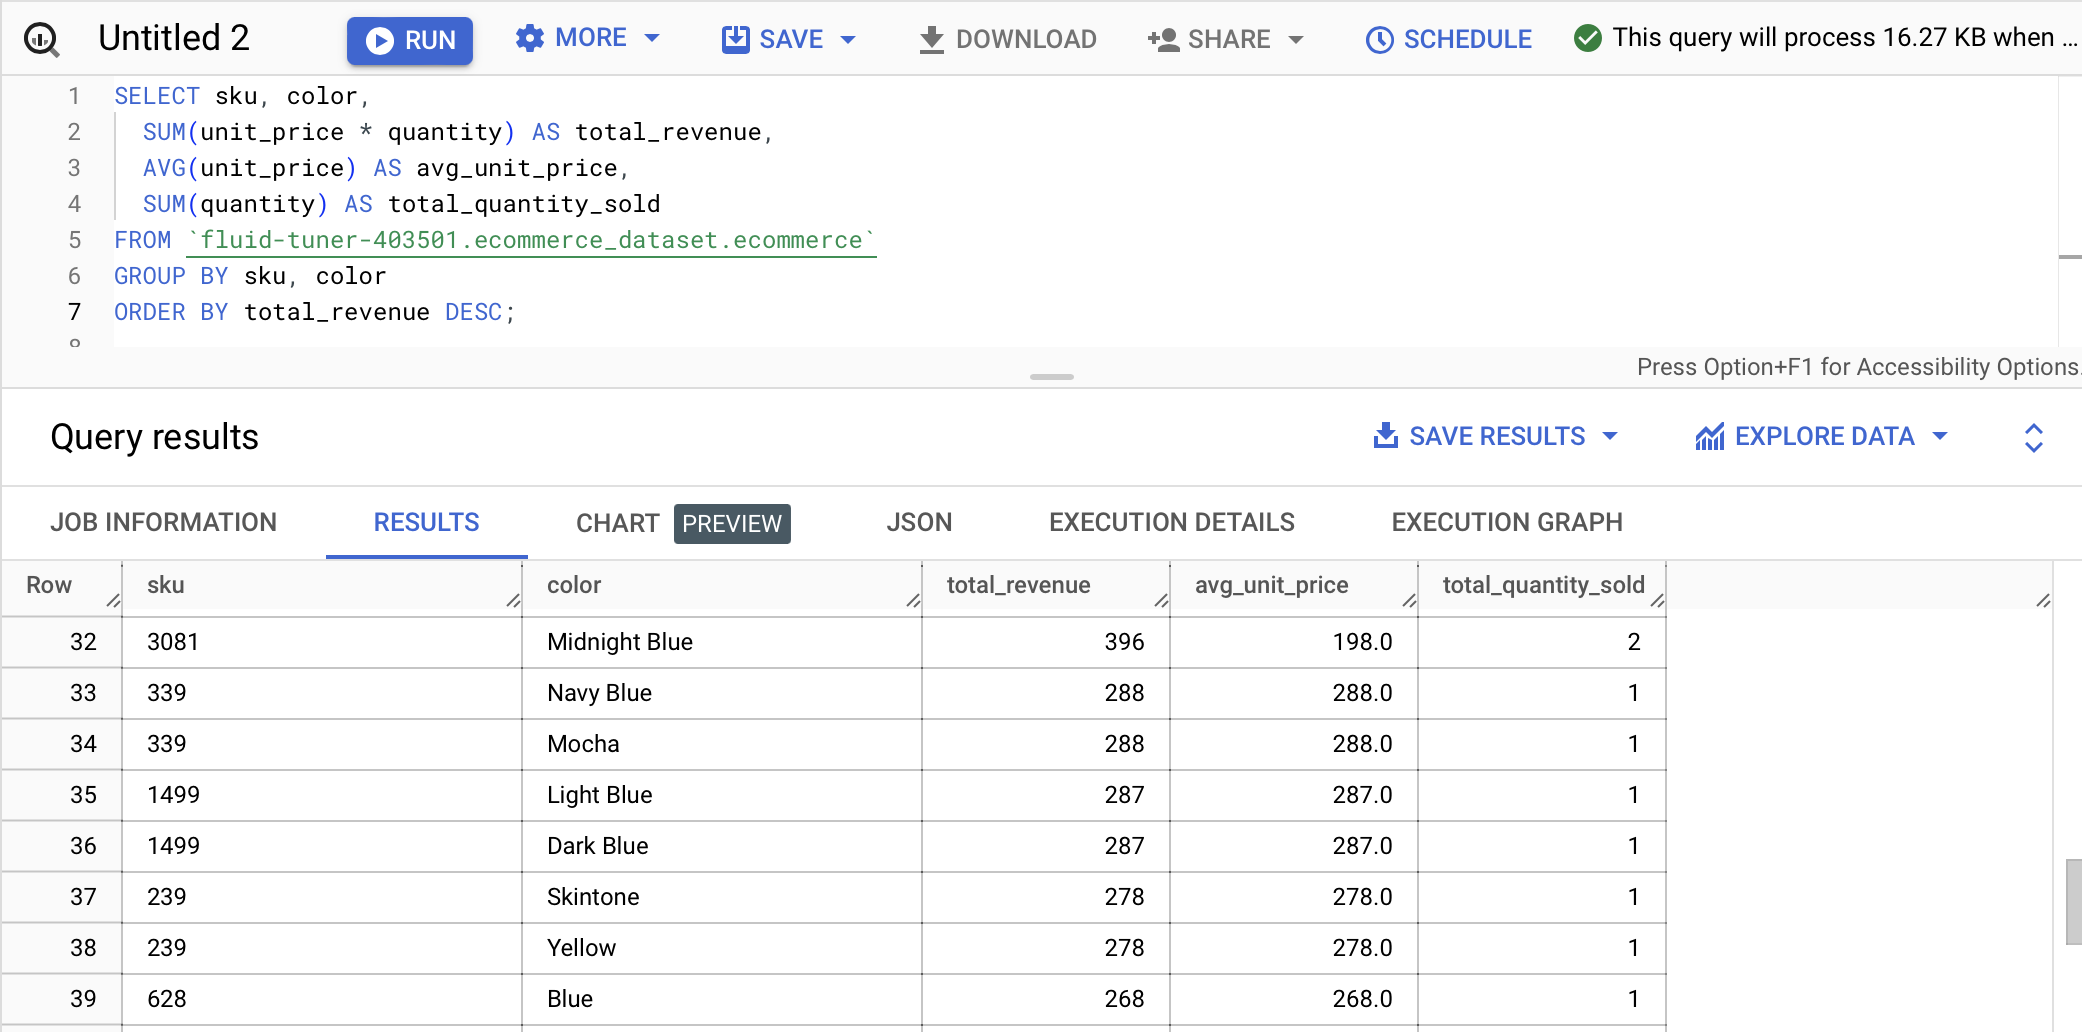 Untitled 2 RUN MORE SAVE DOWNLOAD SHARE SCHEDULE This query will process 16.27 KB when ...
1 SELECT sku, color,
2 SUM(unit_price * quantity) AS total_revenue,
3 AVG(unit_price) AS avg_unit_price,
4 SUM(quantity) AS total_quantity_sold
5 FROM `fluid-tuner-403501.ecommerce_dataset.ecommerce`
6 GROUP BY sku, color
7 ORDER BY total_revenue DESC;
8
Press Option+F1 for Accessibility Options.
Query results SAVE RESULTS EXPLORE DATA
JOB INFORMATION RESULTS CHART PREVIEW JSON EXECUTION DETAILS EXECUTION GRAPH
Row sku color total_revenue avg_unit_price total_quantity_sold
32 3081 Midnight Blue 396 198.0 2
33 339 Navy Blue 288 288.0 1
34 339 Mocha 288 288.0 1
35 1499 Light Blue 287 287.0 1
36 1499 Dark Blue 287 287.0 1
37 239 Skintone 278 278.0 1
38 239 Yellow 278 278.0 1
39 628 Blue 268 268.0 1